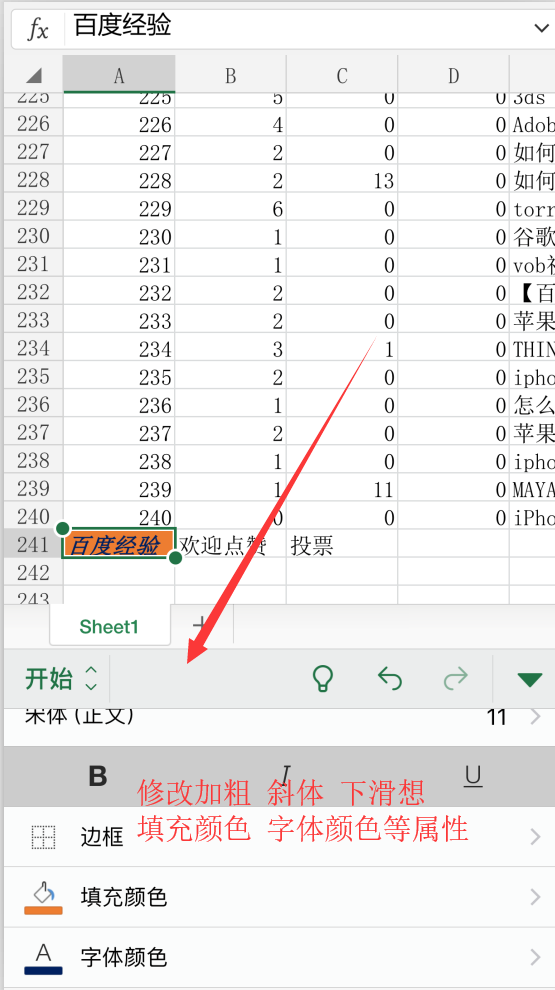 fx 百度经验
A B C D
225 225 5 0 0 3ds
226 226 4 0 0 Adob
227 227 2 0 0 如何
228 228 2 13 0 如何
229 229 6 0 0 torr
230 230 1 0 0 谷歌
231 231 1 0 0 vob
232 232 2 0 0 【百
233 233 2 0 0 苹果
234 234 3 1 0 THIN
235 235 2 0 0 ipho
236 236 1 0 0 怎么
237 237 2 0 0 苹果
238 238 1 0 0 ipho
239 239 1 11 0 MAYA
240 240 0 0 0 iPho
241 百度经验 欢迎点赞 投票
242
243
Sheet1 +
开始
宋体 (正文) 11
B I U
修改加粗 斜体 下滑想
边框 填充颜色 字体颜色等属性
填充颜色
A 字体颜色